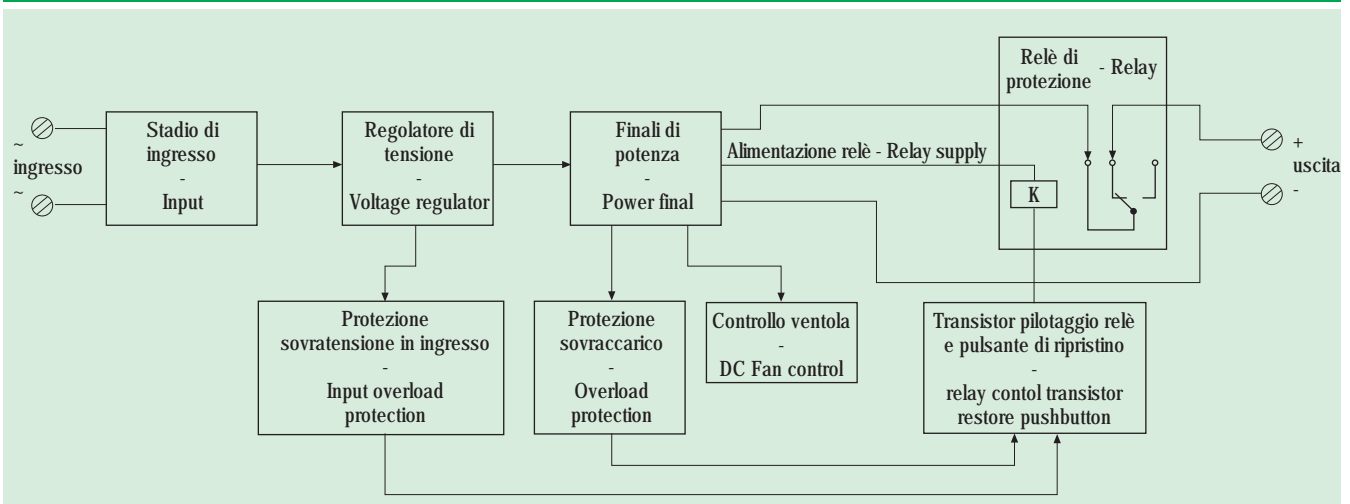 ~
ingresso
~
Stadio di
ingresso
-
Input
Regolatore di
tensione
-
Voltage regulator
Finali di
potenza
-
Power final
Alimentazione relè - Relay supply
Relè di
protezione - Relay
K
+
uscita
-
Protezione
sovratensione in ingresso
-
Input overload
protection
Protezione
sovraccarico
-
Overload
protection
Controllo ventola
-
DC Fan control
Transistor pilotaggio relè
e pulsante di ripristino
-
relay contol transistor
restore pushbutton